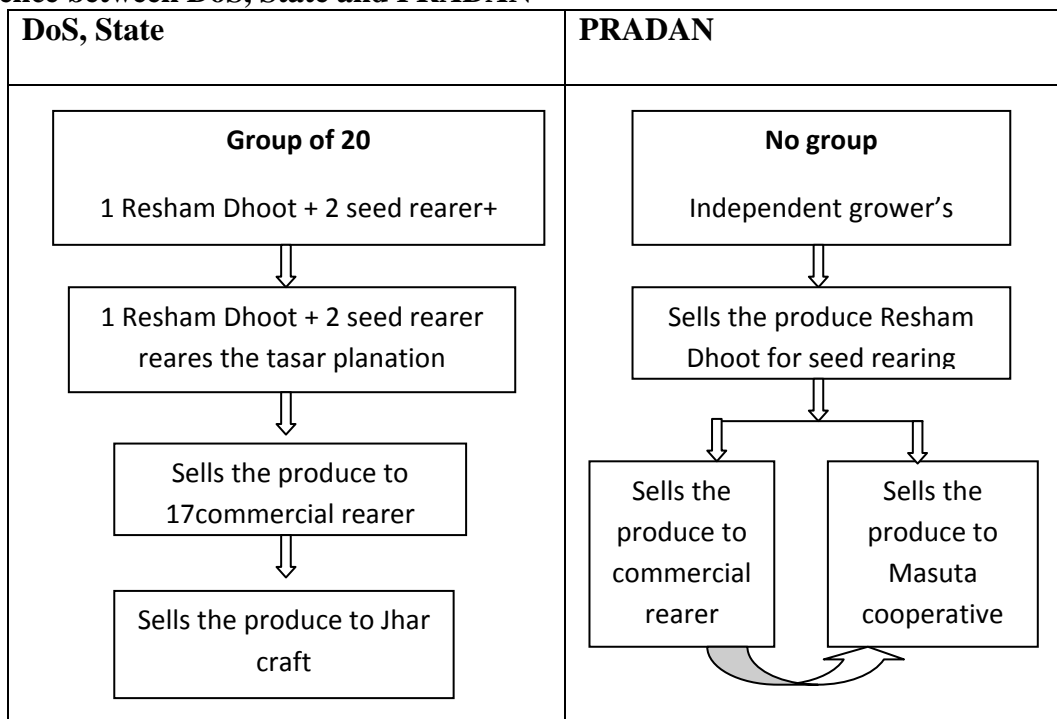 DoS, State
PRADAN
Group of 20
1 Resham Dhoot + 2 seed rearer+
1 Resham Dhoot + 2 seed rearer
reares the tasar planation
Sells the produce to
17commercial rearer
Sells the produce to Jhar
craft
No group
Independent grower’s
Sells the produce Resham
Dhoot for seed rearing
Sells the
produce to
commercial
rearer
Sells the
produce to
Masuta
cooperative